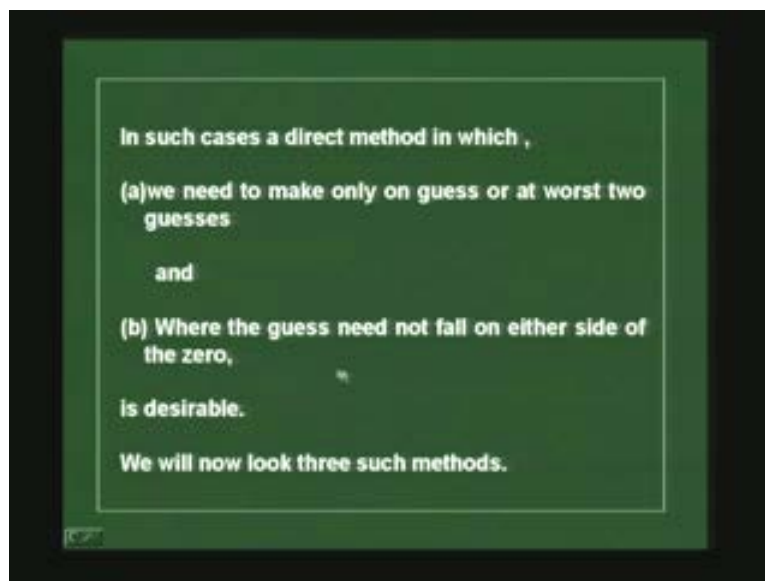 In such cases a direct method in which ,
(a)we need to make only on guess or at worst two
guesses
and
(b) Where the guess need not fall on either side of
the zero,
is desirable.
We will now look three such methods.